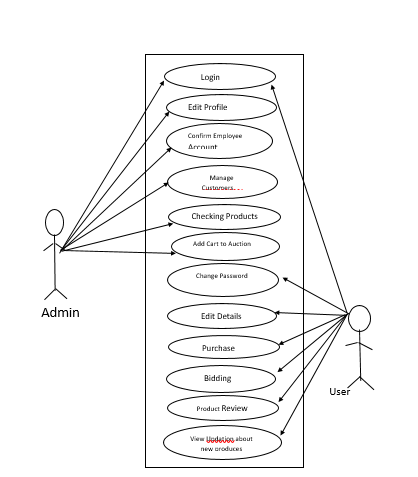 Login
Edit Profile
Confirm Employee
Account
Manage
Checking Products
Add Cart to Auction
Change Password
Edit Details
Purchase
Bidding
Product Review
View Updation about
new produces
Admin
User